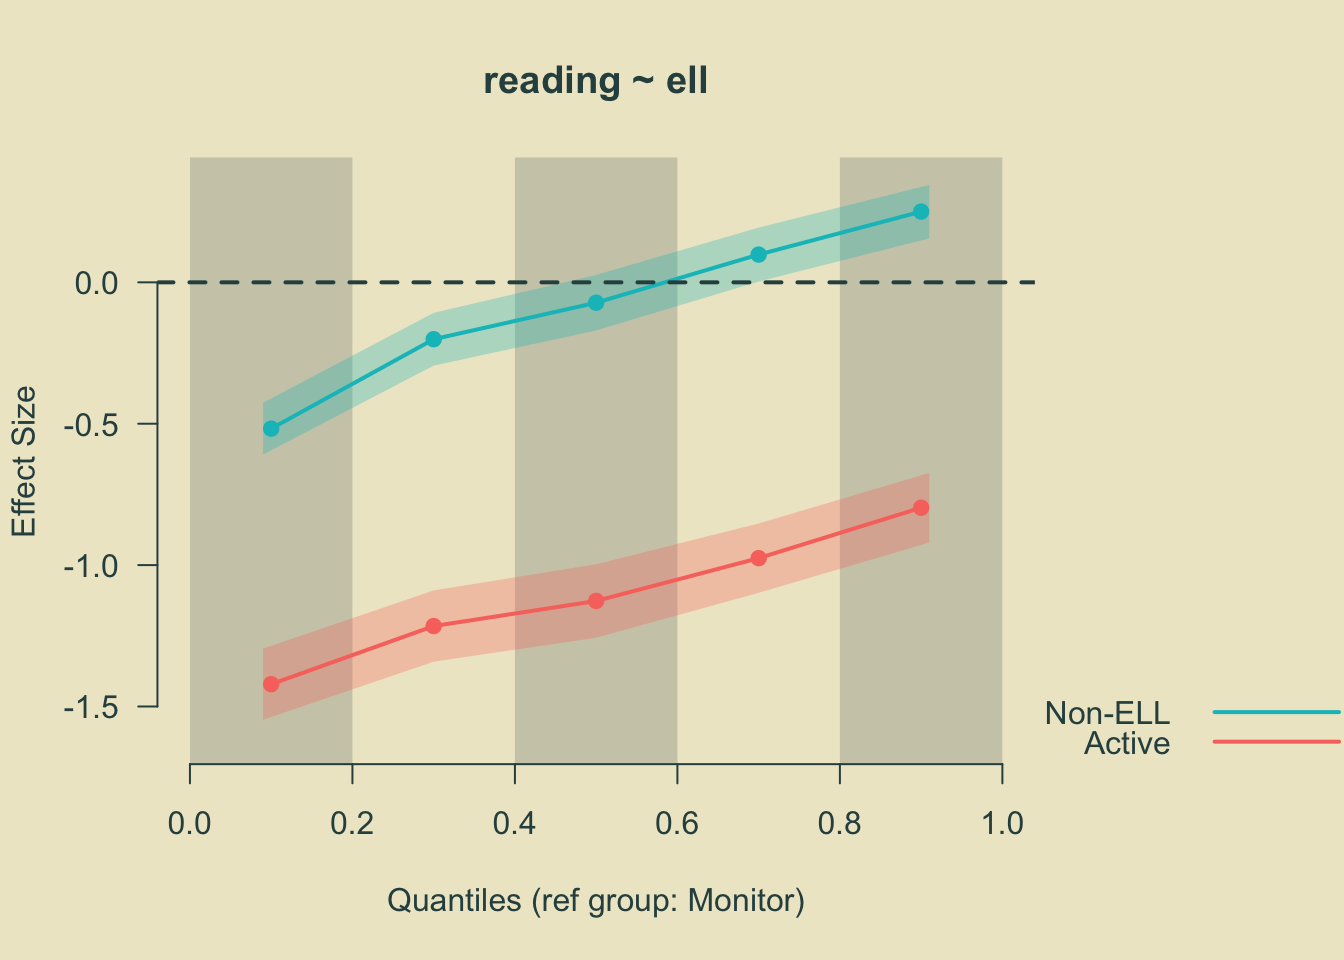 reading ~ ell
Effect Size
0.0
-0.5
-1.0
-1.5
Non-ELL
Active
0.0 0.2 0.4 0.6 0.8 1.0
Quantiles (ref group: Monitor)